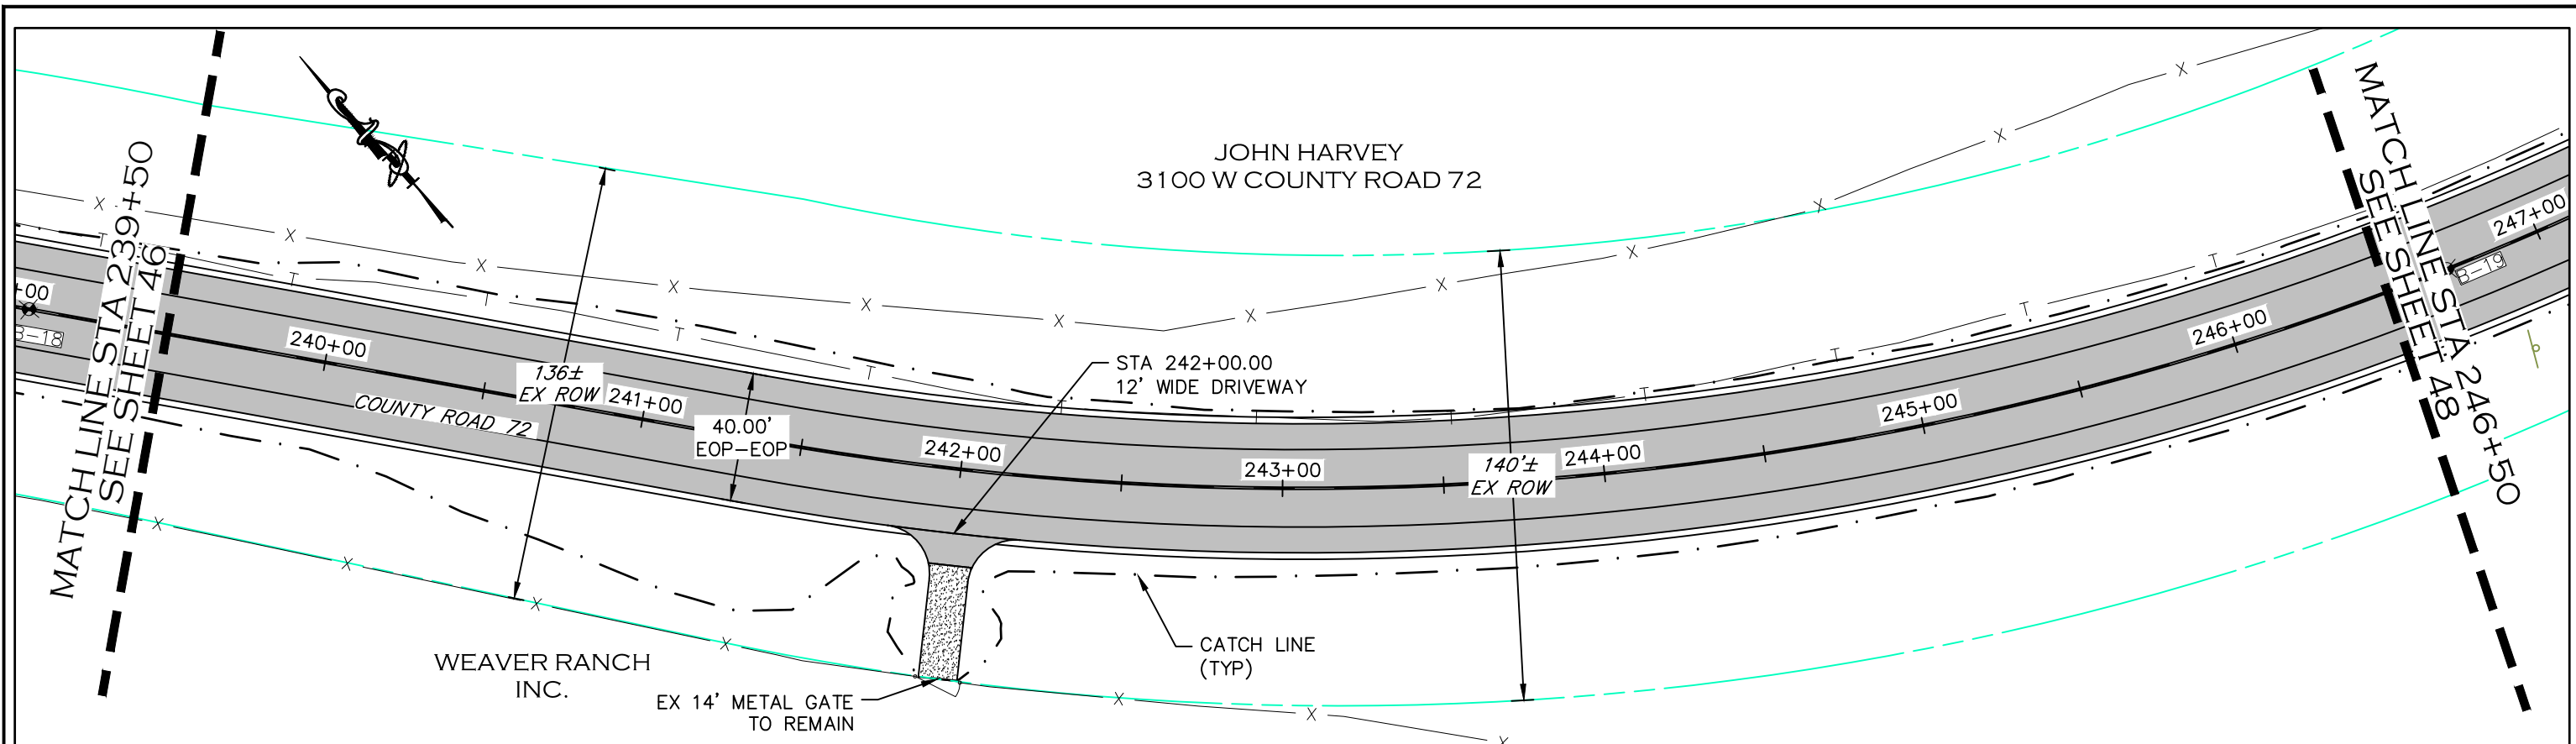 JOHN HARVEY
3100 W COUNTY ROAD 72
MATCH LINE STA 239+50
SEE SHEET 46
MATCH LINE STA 246+50
SEE SHEET 48
+00
B-18
240+00
136±
EX ROW
241+00
COUNTY ROAD 72
40.00'
EOP-EOP
STA 242+00.00
12' WIDE DRIVEWAY
242+00
243+00
140'±
EX ROW
244+00
245+00
246+00
247+00
B-19
WEAVER RANCH
INC.
EX 14' METAL GATE
TO REMAIN
CATCH LINE
(TYP)
X
X
X
X
X
X
X
X
X
X
X
X
T
T
T
T
T
T
T
T
T
T
T
T
X
X
X
X
X
X
X